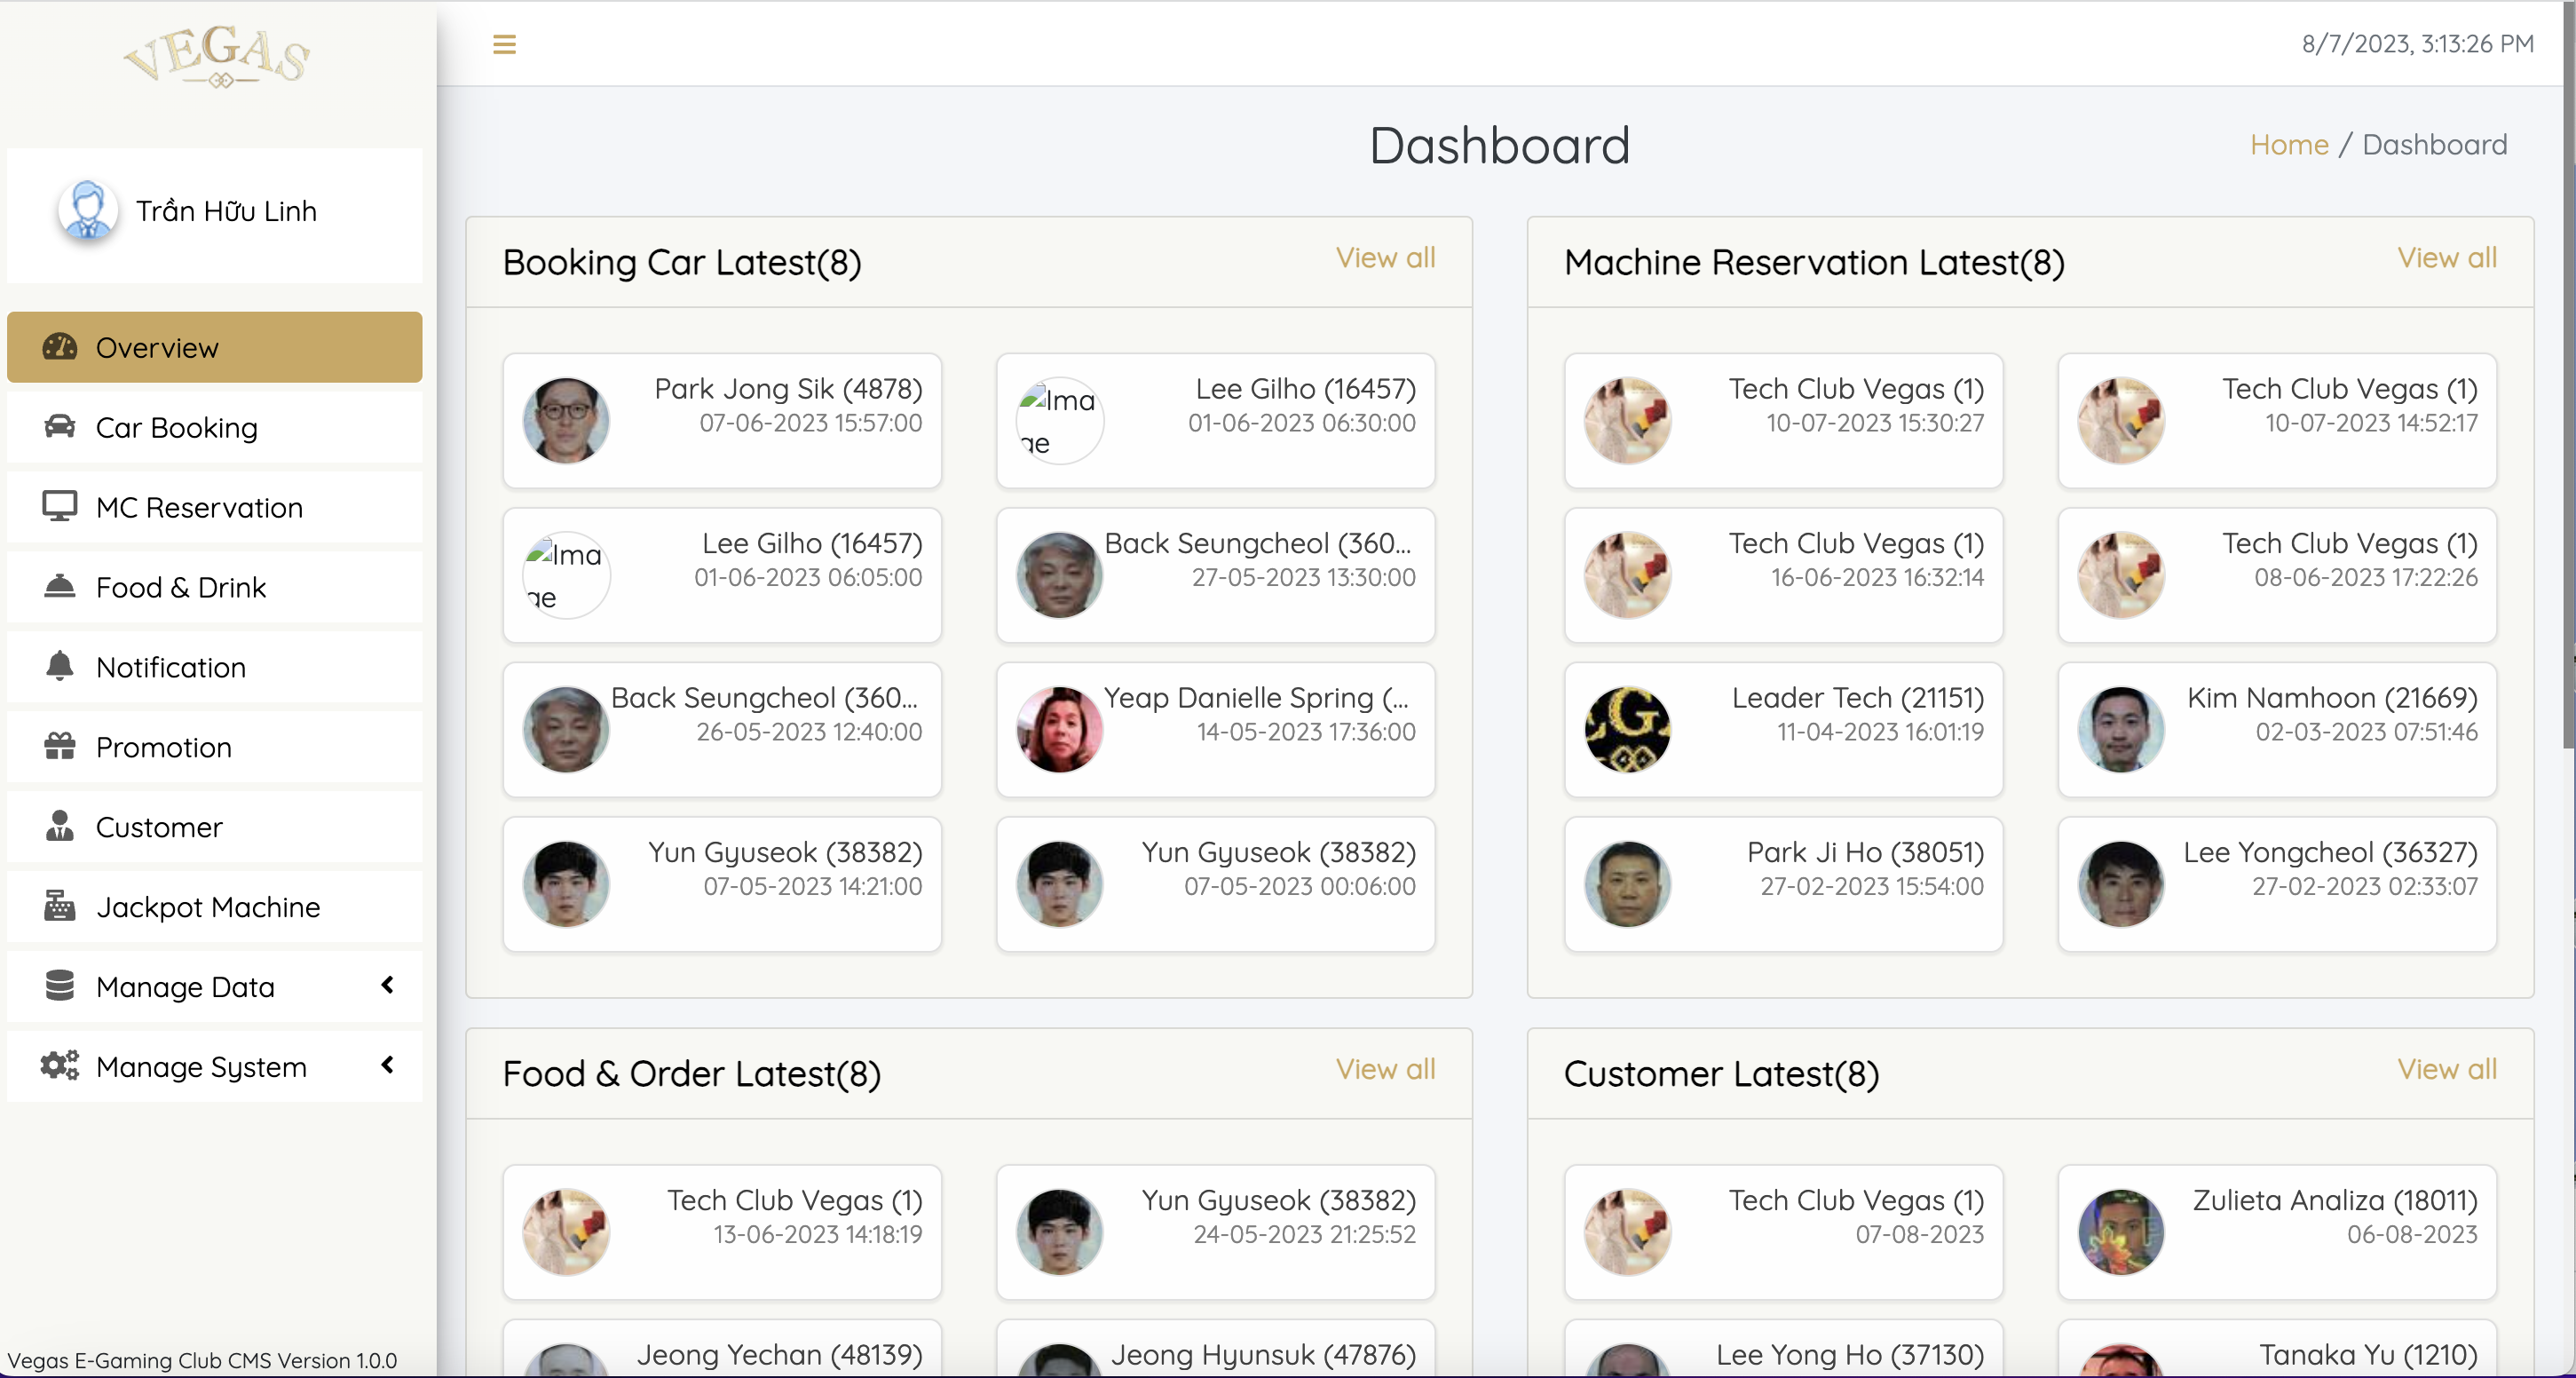 VEGAS
8/7/2023, 3:13:26 PM
Trần Hữu Linh
Overview
Car Booking
MC Reservation
Food & Drink
Notification
Promotion
Customer
Jackpot Machine
Manage Data
Manage System
Vegas E-Gaming Club CMS Version 1.0.0
Dashboard
Home / Dashboard
Booking Car Latest(8)
View all
Park Jong Sik (4878)
07-06-2023 15:57:00
Ima
ge
Lee Gilho (16457)
01-06-2023 06:30:00
Ima
ge
Lee Gilho (16457)
01-06-2023 06:05:00
Back Seungcheol (360...
27-05-2023 13:30:00
Back Seungcheol (360...
26-05-2023 12:40:00
Yeap Danielle Spring (...
14-05-2023 17:36:00
Yun Gyuseok (38382)
07-05-2023 14:21:00
Yun Gyuseok (38382)
07-05-2023 00:06:00
Machine Reservation Latest(8)
View all
Tech Club Vegas (1)
10-07-2023 15:30:27
Tech Club Vegas (1)
10-07-2023 14:52:17
Tech Club Vegas (1)
16-06-2023 16:32:14
Tech Club Vegas (1)
08-06-2023 17:22:26
Leader Tech (21151)
11-04-2023 16:01:19
Kim Namhoon (21669)
02-03-2023 07:51:46
Park Ji Ho (38051)
27-02-2023 15:54:00
Lee Yongcheol (36327)
27-02-2023 02:33:07
Food & Order Latest(8)
View all
Tech Club Vegas (1)
13-06-2023 14:18:19
Yun Gyuseok (38382)
24-05-2023 21:25:52
Jeong Yechan (48139)
Jeong Hyunsuk (47876)
Customer Latest(8)
View all
Tech Club Vegas (1)
07-08-2023
Zulieta Analiza (18011)
06-08-2023
Lee Yong Ho (37130)
Tanaka Yu (1210)